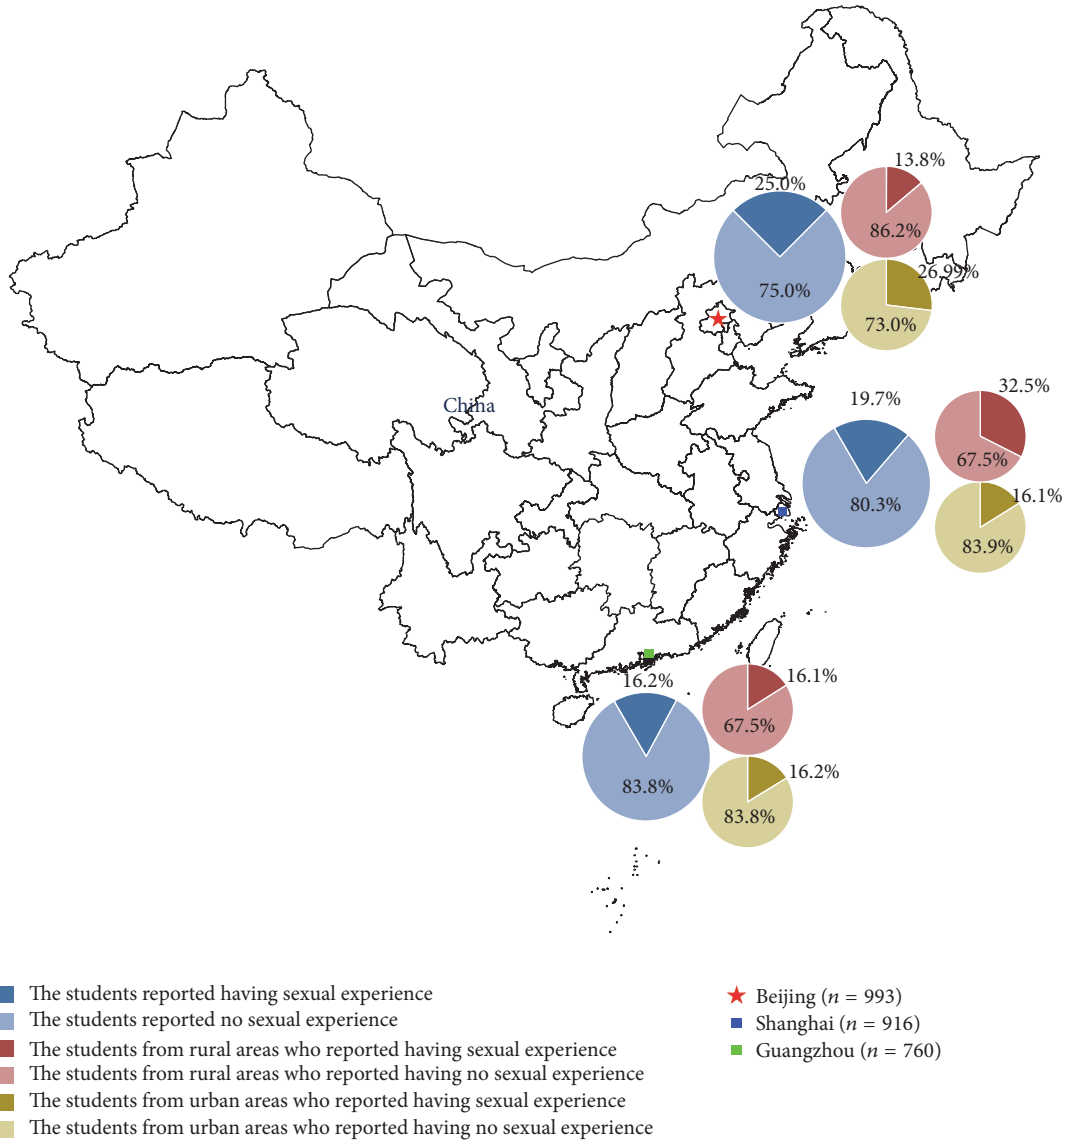 13.8%
25.0%
86.2%
26.99%
75.0%
73.0%
32.5%
19.7%
China
67.5%
16.1%
80.3%
83.9%
16.1%
16.2%
67.5%
16.2%
83.8%
83.8%
The students reported having sexual experience
The students reported no sexual experience
The students from rural areas who reported having sexual experience
The students from rural areas who reported having no sexual experience
The students from urban areas who reported having sexual experience
The students from urban areas who reported having no sexual experience
Beijing (n = 993)
Shanghai (n = 916)
Guangzhou (n = 760)